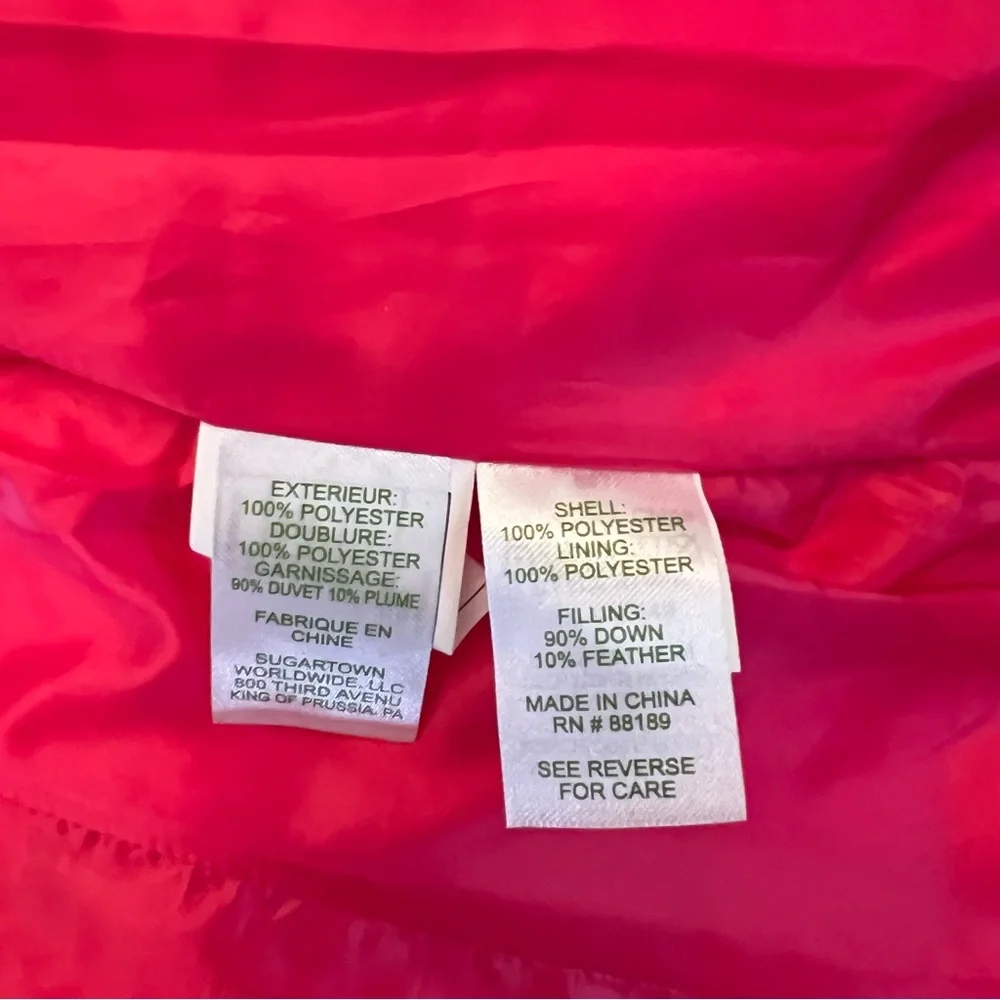 EXTERIEUR:
100% POLYESTER
DOUBLURE:
100% POLYESTER
GARNISSAGE:
90% DUVET 10% PLUME
FABRIQUE EN
CHINE
SUGARTOWN
WORLDWIDE, LLC
800 THIRD AVENU
KING OF PRUSSIA, PA
SHELL:
100% POLYESTER
LINING:
100% POLYESTER
FILLING:
90% DOWN
10% FEATHER
MADE IN CHINA
RN # 88189
SEE REVERSE
FOR CARE